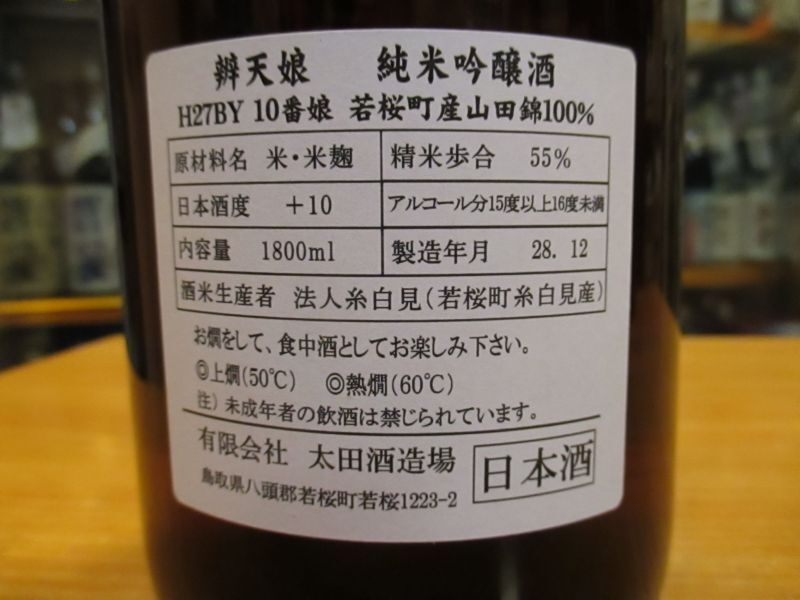 辨天娘 純米吟醸酒
H27BY 10番娘 若桜町産山田錦100%
原材料名 米・米麹 精米歩合 55%
日本酒度 +10 アルコール分15度以上16度未満
内容量 1800ml 製造年月 28. 12
酒米生産者 法人糸白見(若桜町糸白見産)
お燗をして、食中酒としてお楽しみ下さい。
◎上燗(50℃) ◎熱燗(60℃)
注) 未成年者の飲酒は禁じられています。
有限会社 太田酒造場 日本酒
鳥取県八頭郡若桜町若桜1223-2